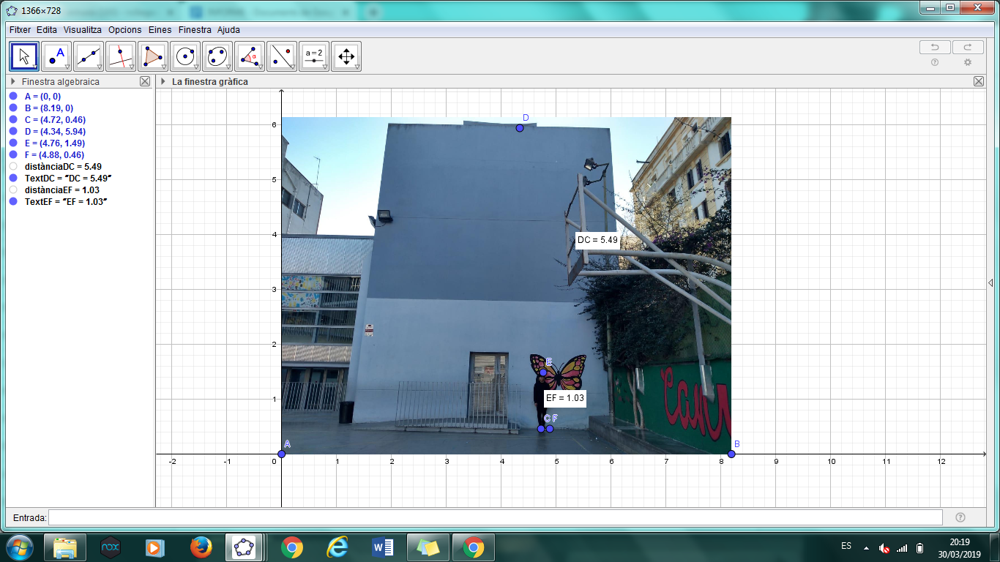 1366×728
Fitxer Edita Visualitza Opcions Eines Finestra Ajuda
A
α
a = 2
Finestra algebraica
La finestra gràfica
A = (0, 0)
B = (8.19, 0)
C = (4.72, 0.46)
D = (4.34, 5.94)
E = (4.76, 1.49)
F = (4.88, 0.46)
distànciaDC = 5.49
TextDC = "DC = 5.49"
distànciaEF = 1.03
TextEF = "EF = 1.03"
6
5
4
3
2
1
D
DC = 5.49
E
EF = 1.03
C F
A
B
-2 -1 0 1 2 3 4 5 6 7 8 9 10 11 12
Entrada:
nox
ES
20:19
30/03/2019